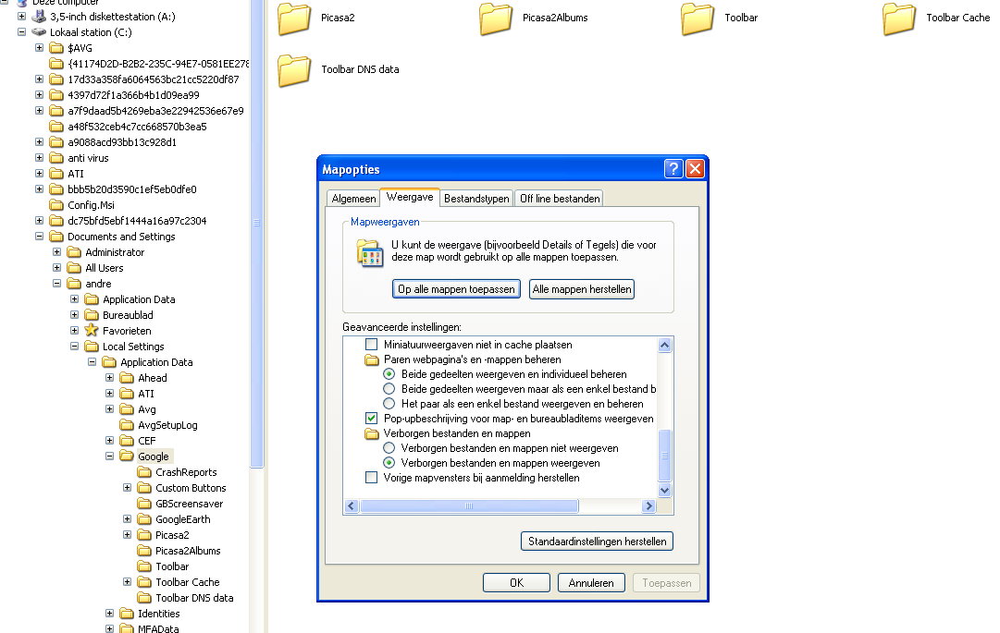 Deze computer
3,5-inch diskettestation (A:)
Lokaal station (C:)
$AVG
{41174D2D-B2B2-235C-94E7-0581EE278
17d33a358fa6064563bc21cc5220df87
4397d72f1a366b4b1d09ea99
a7f9daad5b4269eba3e22942536e67e9
a48f532ceb4c7cc668570b3ea5
a9088acd93bb13c928d1
anti virus
ATI
bbb5b20d3590c1ef5eb0dfe0
Config.Msi
dc75bfd5ebf1444a16a97c2304
Documents and Settings
Administrator
All Users
andre
Application Data
Bureaublad
Favorieten
Local Settings
Application Data
Ahead
ATI
Avg
AvgSetupLog
CEF
Google
CrashReports
Custom Buttons
GBScreensaver
GoogleEarth
Picasa2
Picasa2Albums
Toolbar
Toolbar Cache
Toolbar DNS data
Identities
MFAData
Picasa2
Picasa2Albums
Toolbar
Toolbar Cache
Toolbar DNS data
Mapopties
Algemeen
Weergave
Bestandstypen
Off line bestanden
Mapweergaven
U kunt de weergave (bijvoorbeeld Details of Tegels) die voor
deze map wordt gebruikt op alle mappen toepassen.
Op alle mappen toepassen
Alle mappen herstellen
Geavanceerde instellingen:
Miniatuurweergaven niet in cache plaatsen
Paren webpagina's en -mappen beheren
Beide gedeelten weergeven en individueel beheren
Beide gedeelten weergeven maar als een enkel bestand b
Het paar als een enkel bestand weergeven en beheren
Pop-upbeschrijving voor map- en bureaubladitems weergeven
Verborgen bestanden en mappen
Verborgen bestanden en mappen niet weergeven
Verborgen bestanden en mappen weergeven
Vorige mapvensters bij aanmelding herstellen
Standaardinstellingen herstellen
OK
Annuleren
Toepassen